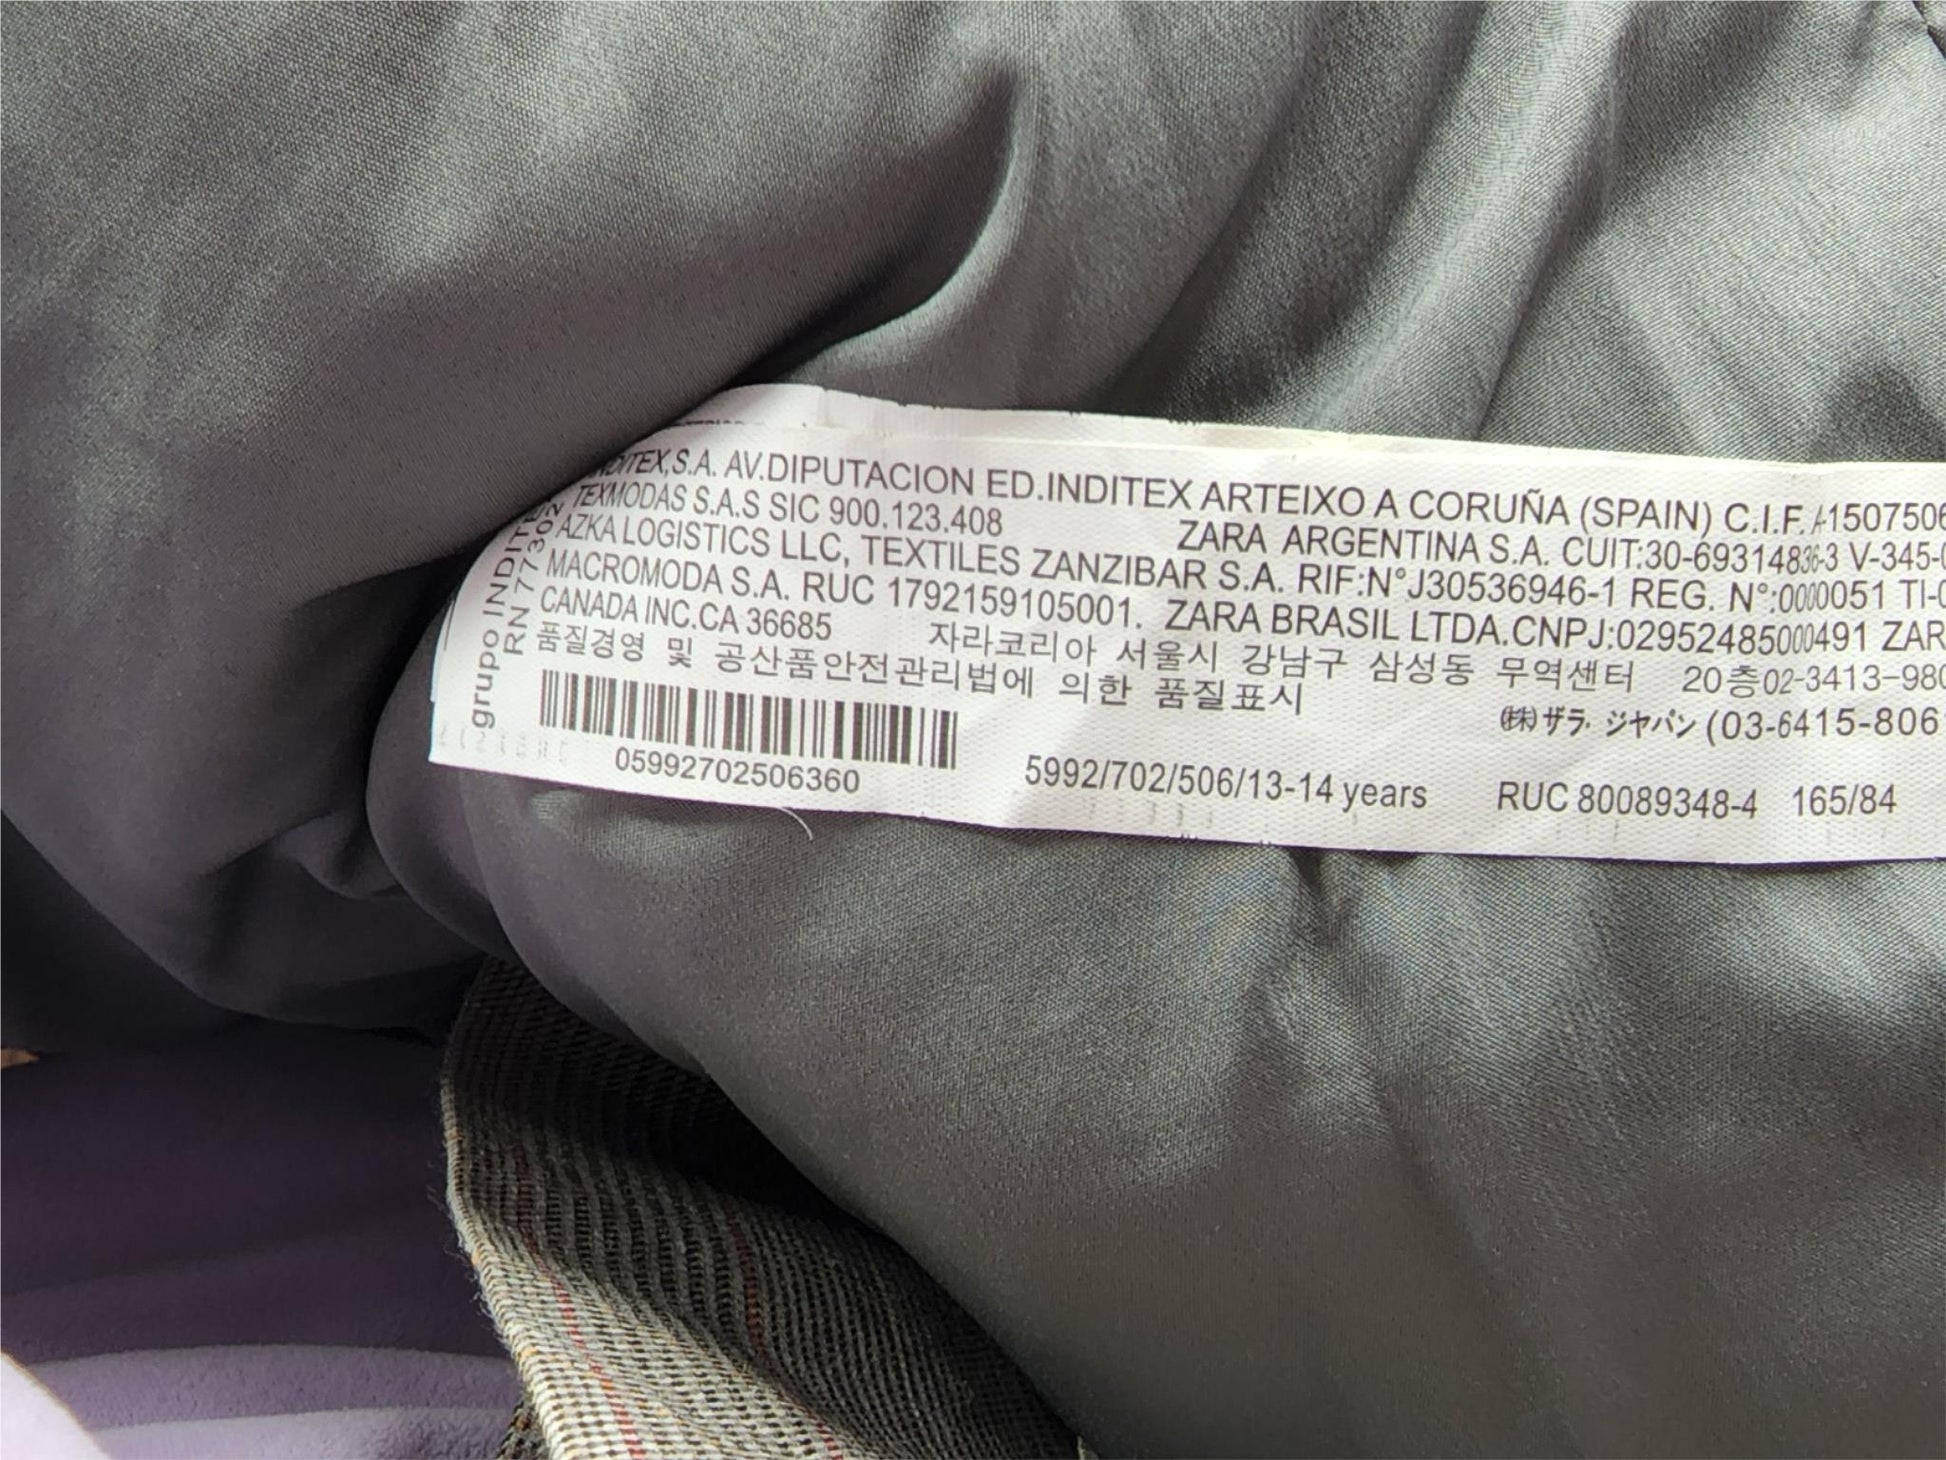 INDITEX,S.A. AV.DIPUTACION ED.INDITEX ARTEIXO A CORUÑA (SPAIN) C.I.F. A-1507506
TEXMODAS S.A.S SIC 900.123.408 ZARA ARGENTINA S.A. CUIT:30-69314836-3 V-345-0
AZKA LOGISTICS LLC, TEXTILES ZANZIBAR S.A. RIF:N°J30536946-1 REG. N°:0000051 TI-0
MACROMODA S.A. RUC 1792159105001. ZARA BRASIL LTDA.CNPJ:02952485000491 ZAR
CANADA INC.CA 36685 자라코리아 서울시 강남구 삼성동 무역센터 20층02-3413-980
품질경영 및 공산품안전관리법에 의한 품질표시
(株)ザラ ジヤパン (03-6415-806
05992702506360 5992/702/506/13-14 years RUC 80089348-4 165/84
grupo INDITE
RN 77302